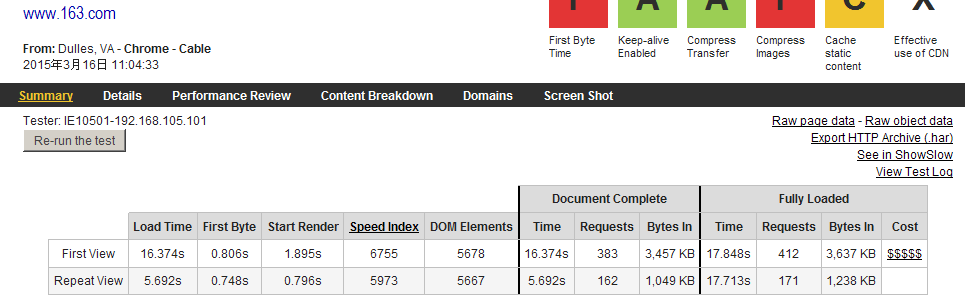 www.163.com
From: Dulles, VA - Chrome - Cable
2015年3月16日 11:04:33
A A C X
First Byte Time
Keep-alive Enabled
Compress Transfer
Compress Images
Cache static content
Effective use of CDN
Summary Details Performance Review Content Breakdown Domains Screen Shot
Tester: IE10501-192.168.105.101
Re-run the test
Raw page data - Raw object data
Export HTTP Archive (.har)
See in ShowSlow
View Test Log
Document Complete Fully Loaded
Load Time First Byte Start Render Speed Index DOM Elements Time Requests Bytes In Time Requests Bytes In Cost
First View 16.374s 0.806s 1.895s 6755 5678 16.374s 383 3,457 KB 17.848s 412 3,637 KB $$$$$
Repeat View 5.692s 0.748s 0.796s 5973 5667 5.692s 162 1,049 KB 17.713s 171 1,238 KB